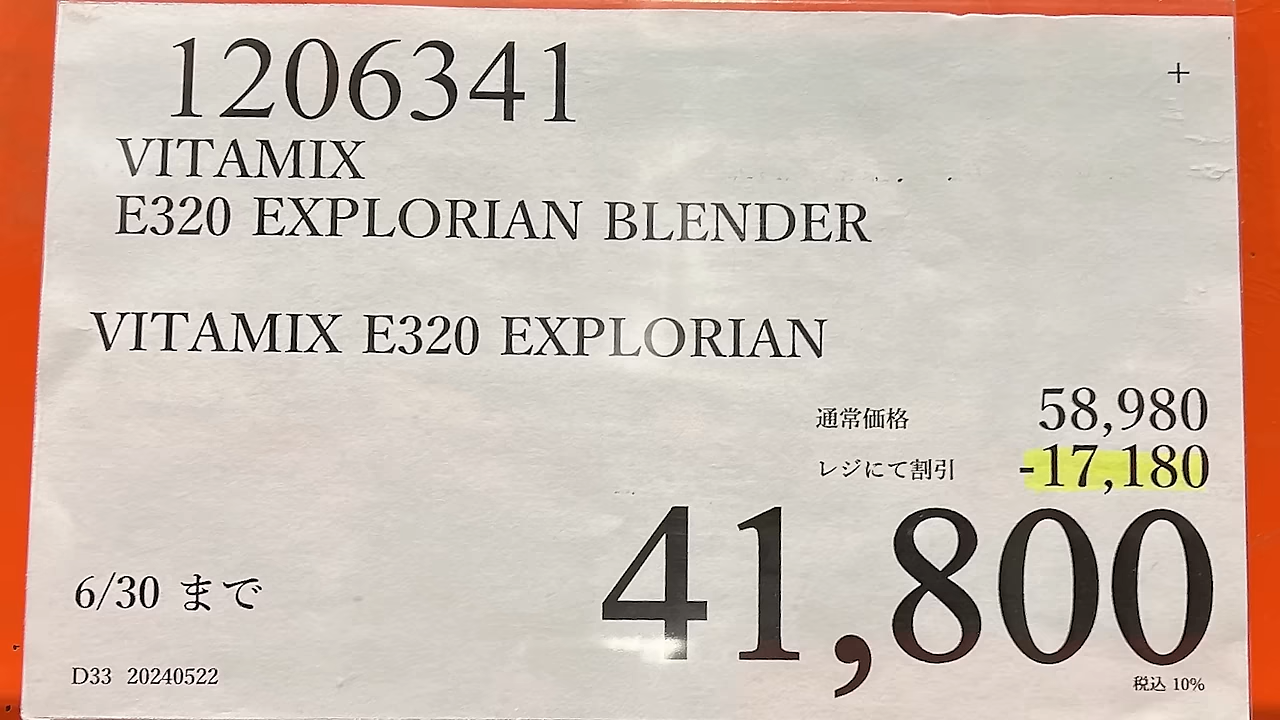 1206341
+
VITAMIX
E320 EXPLORIAN BLENDER
VITAMIX E320 EXPLORIAN
通常価格 58,980
レジにて割引 -17,180
41,800
6/30 まで
D33 20240522
税込 10%